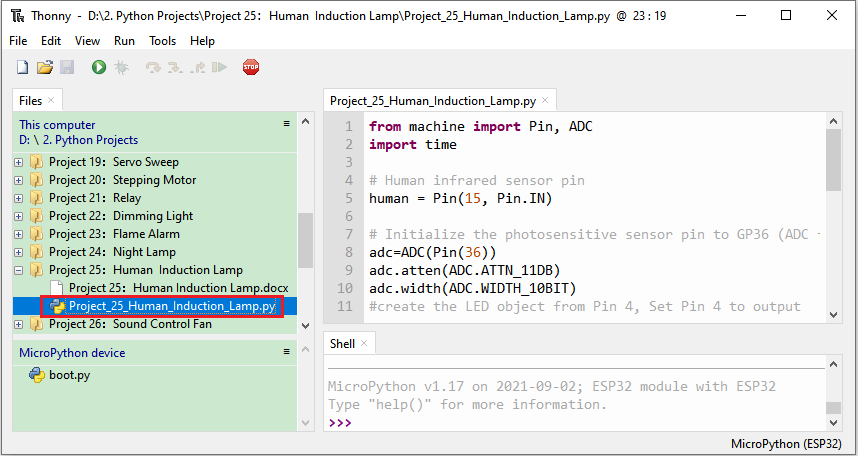 Thonny - D:\2. Python Projects\Project 25：Human Induction Lamp\Project_25_Human_Induction_Lamp.py @ 23 : 19
File Edit View Run Tools Help
STOP
Files
This computer
D: \ 2. Python Projects
Project 19：Servo Sweep
Project 20：Stepping Motor
Project 21：Relay
Project 22：Dimming Light
Project 23：Flame Alarm
Project 24：Night Lamp
Project 25：Human Induction Lamp
Project 25：Human Induction Lamp.docx
Project_25_Human_Induction_Lamp.py
Project 26：Sound Control Fan
MicroPython device
boot.py
Project_25_Human_Induction_Lamp.py
1 from machine import Pin, ADC
2 import time
3
4 # Human infrared sensor pin
5 human = Pin(15, Pin.IN)
6
7 # Initialize the photosensitive sensor pin to GP36 (ADC
8 adc=ADC(Pin(36))
9 adc.atten(ADC.ATTN_11DB)
10 adc.width(ADC.WIDTH_10BIT)
11 #create the LED object from Pin 4, Set Pin 4 to output
Shell
MicroPython v1.17 on 2021-09-02; ESP32 module with ESP32
Type "help()" for more information.
>>>
MicroPython (ESP32)